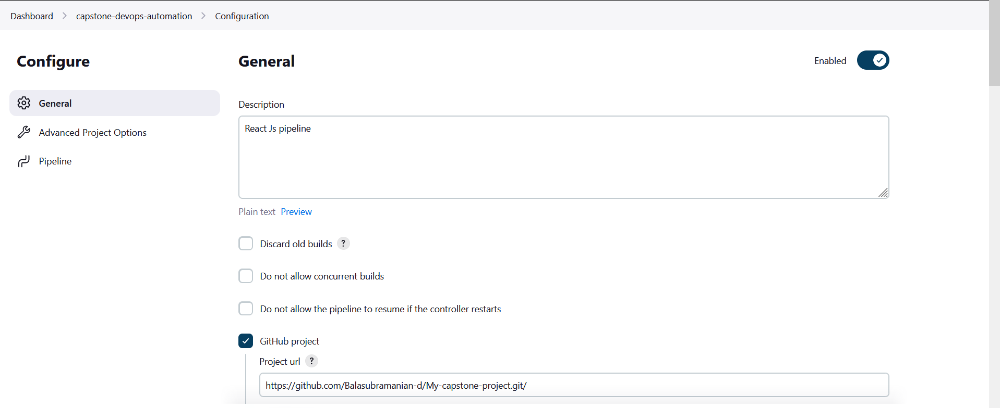 Dashboard > capstone-devops-automation > Configuration
Configure
General
Advanced Project Options
Pipeline
General
Enabled
Description
React Js pipeline
Plain text Preview
Discard old builds ?
Do not allow concurrent builds
Do not allow the pipeline to resume if the controller restarts
GitHub project
Project url ?
https://github.com/Balasubramanian-d/My-capstone-project.git/